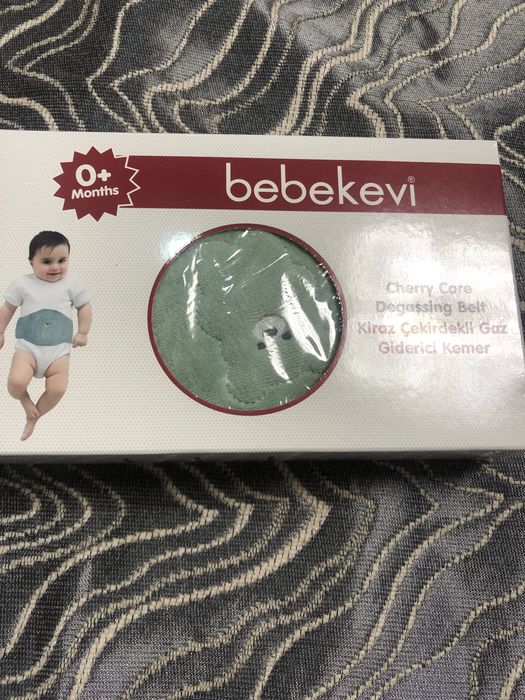 0+
Months
bebekevi®
Cherry Core
Degassing Belt
Kiraz Çekirdekli Gaz
Giderici Kemer